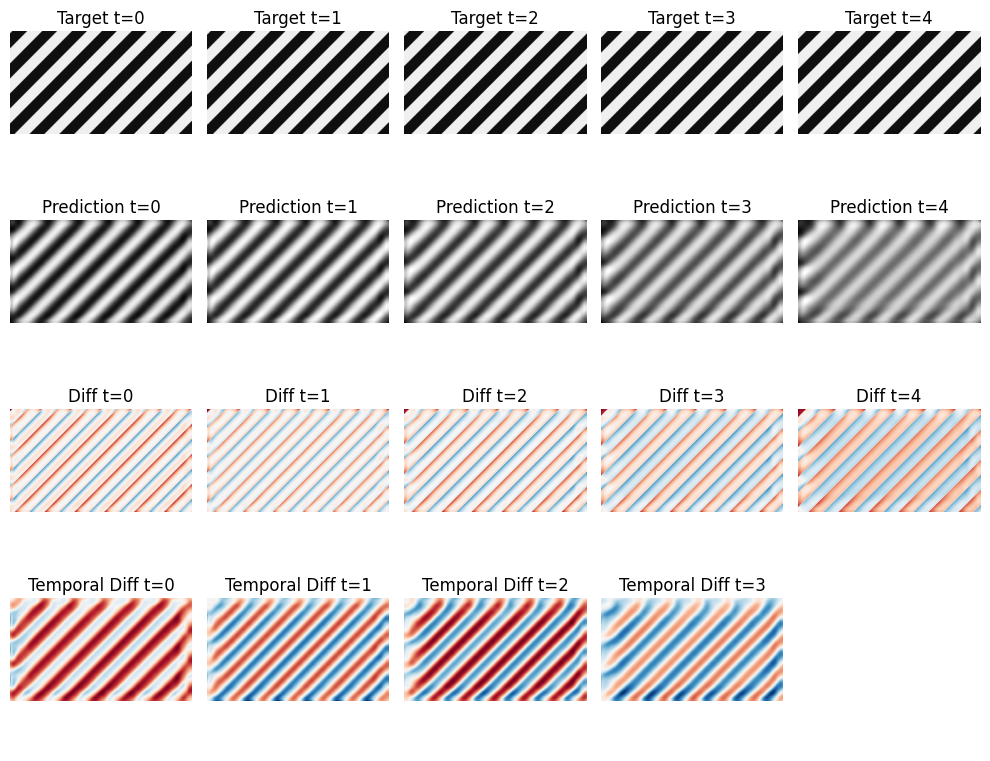 Target t=0 Target t=1 Target t=2 Target t=3 Target t=4
Prediction t=0 Prediction t=1 Prediction t=2 Prediction t=3 Prediction t=4
Diff t=0 Diff t=1 Diff t=2 Diff t=3 Diff t=4
Temporal Diff t=0 Temporal Diff t=1 Temporal Diff t=2 Temporal Diff t=3